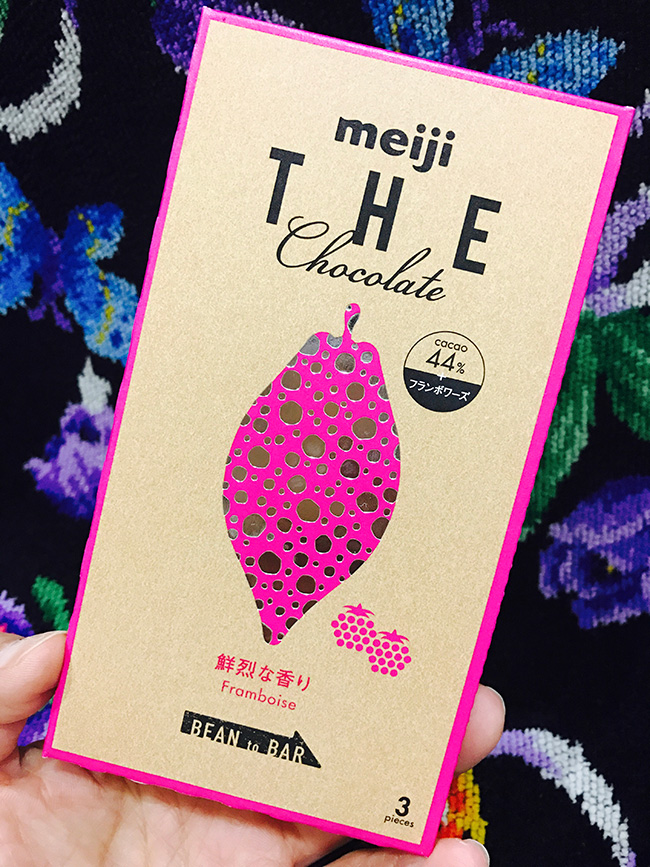 meiji
THE
Chocolate
cacao
44%
+
フランボワーズ
鮮烈な香り
Framboise
BEAN to BAR
3
pieces